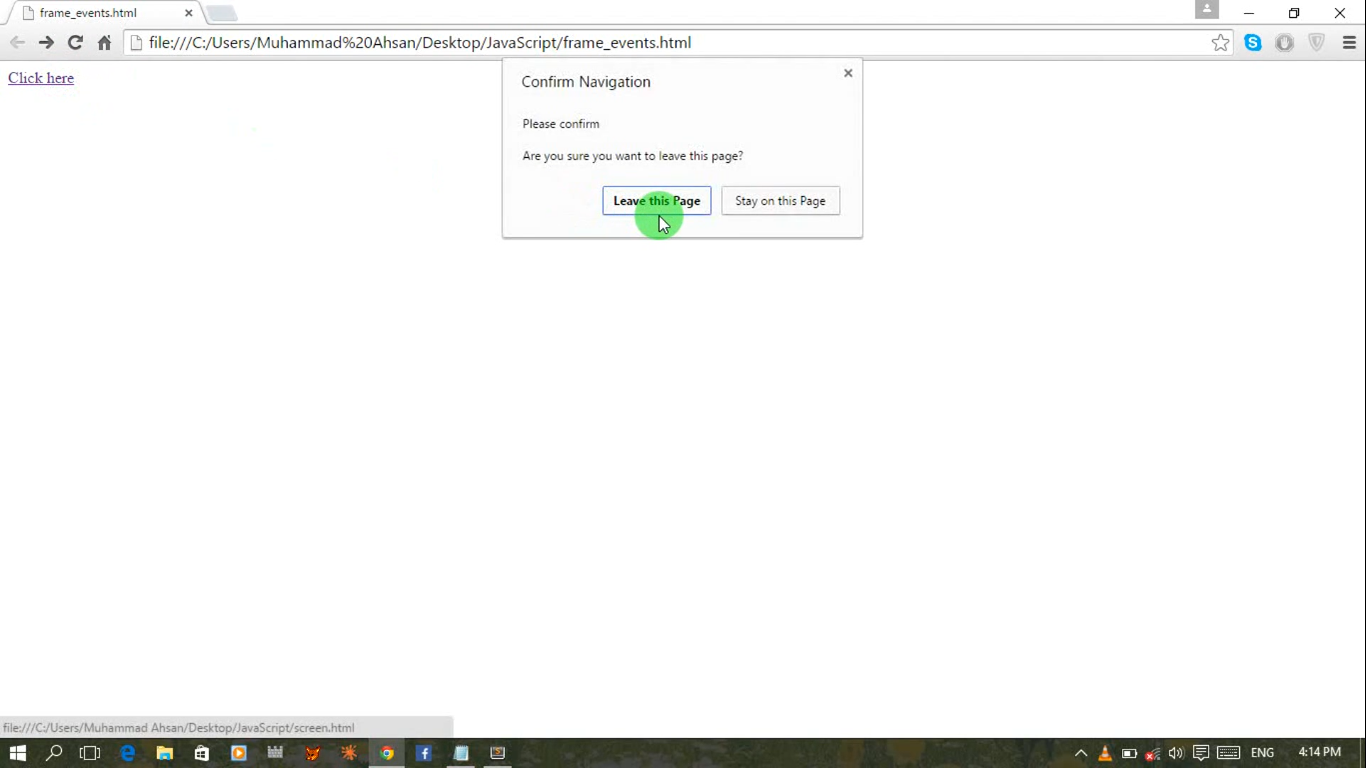 frame_events.html
file:///C:/Users/Muhammad%20Ahsan/Desktop/JavaScript/frame_events.html
Click here
Confirm Navigation
Please confirm
Are you sure you want to leave this page?
Leave this Page
Stay on this Page
file:///C:/Users/Muhammad Ahsan/Desktop/JavaScript/screen.html
ENG
4:14 PM